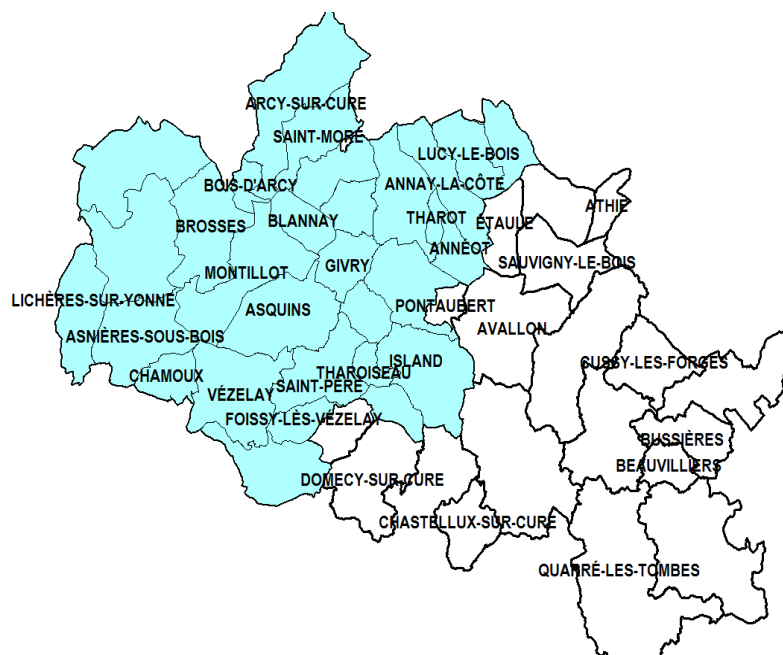 ARCY-SUR-CURE
SAINT-MORÉ
LUCY-LE-BOIS
BOIS-D'ARCY
ANNAY-LA-CÔTE
ATHIE
BROSSES
BLANNAY
THAROT
ÉTAULE
ANNÉOT
MONTILLOT
GIVRY
SAUVIGNY-LE-BOIS
LICHÈRES-SUR-YONNE
ASQUINS
PONTAUBERT
AVALLON
ASNIÈRES-SOUS-BOIS
CHAMOUX
VÉZELAY
SAINT-PÈRE
THAROISEAU
ISLAND
CUSSY-LES-FORGES
FOISSY-LÈS-VÉZELAY
BUSSIÈRES
BEAUVILLIERS
DOMECY-SUR-CURE
CHASTELLUX-SUR-CURE
QUARRÉ-LES-TOMBES